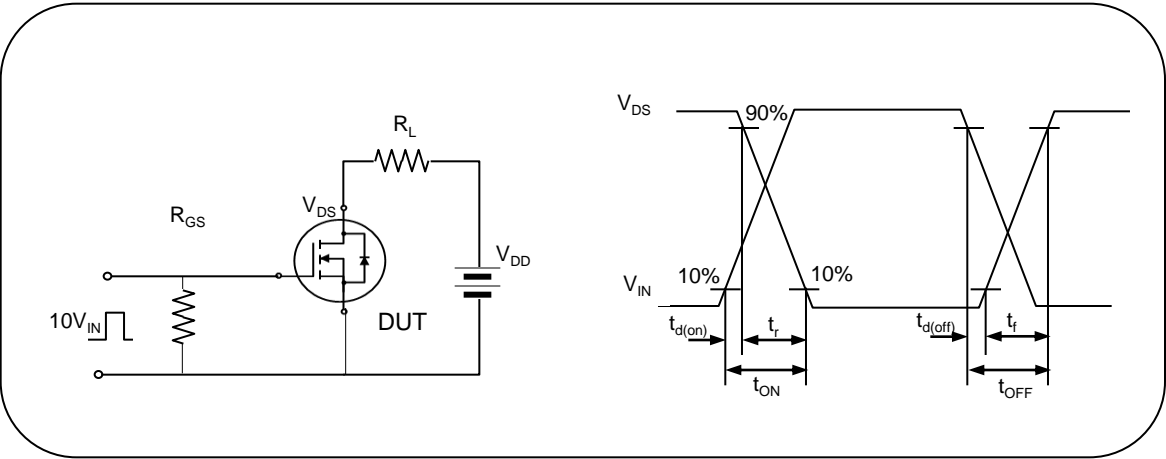 R_L
V_DS
R_GS
V_DD
10V_IN
DUT
V_DS
90%
V_IN
10%
10%
t_d(on)
t_r
t_ON
t_d(off)
t_f
t_OFF